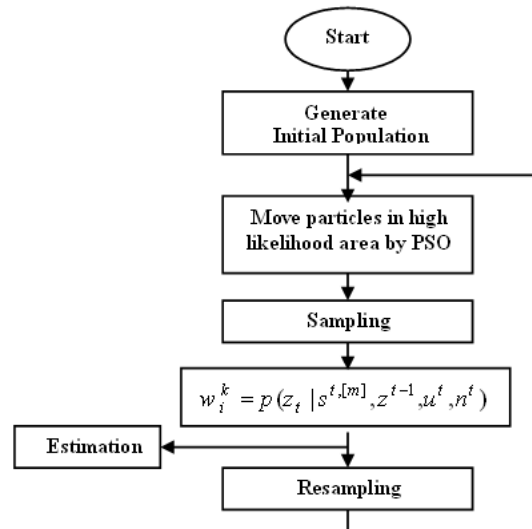 Start
Generate
Initial Population
Move particles in high
likelihood area by PSO
Sampling
w_i^k = p(z_t | s^{t,[m]}, z^{t-1}, u^t, n^t)
Estimation
Resampling